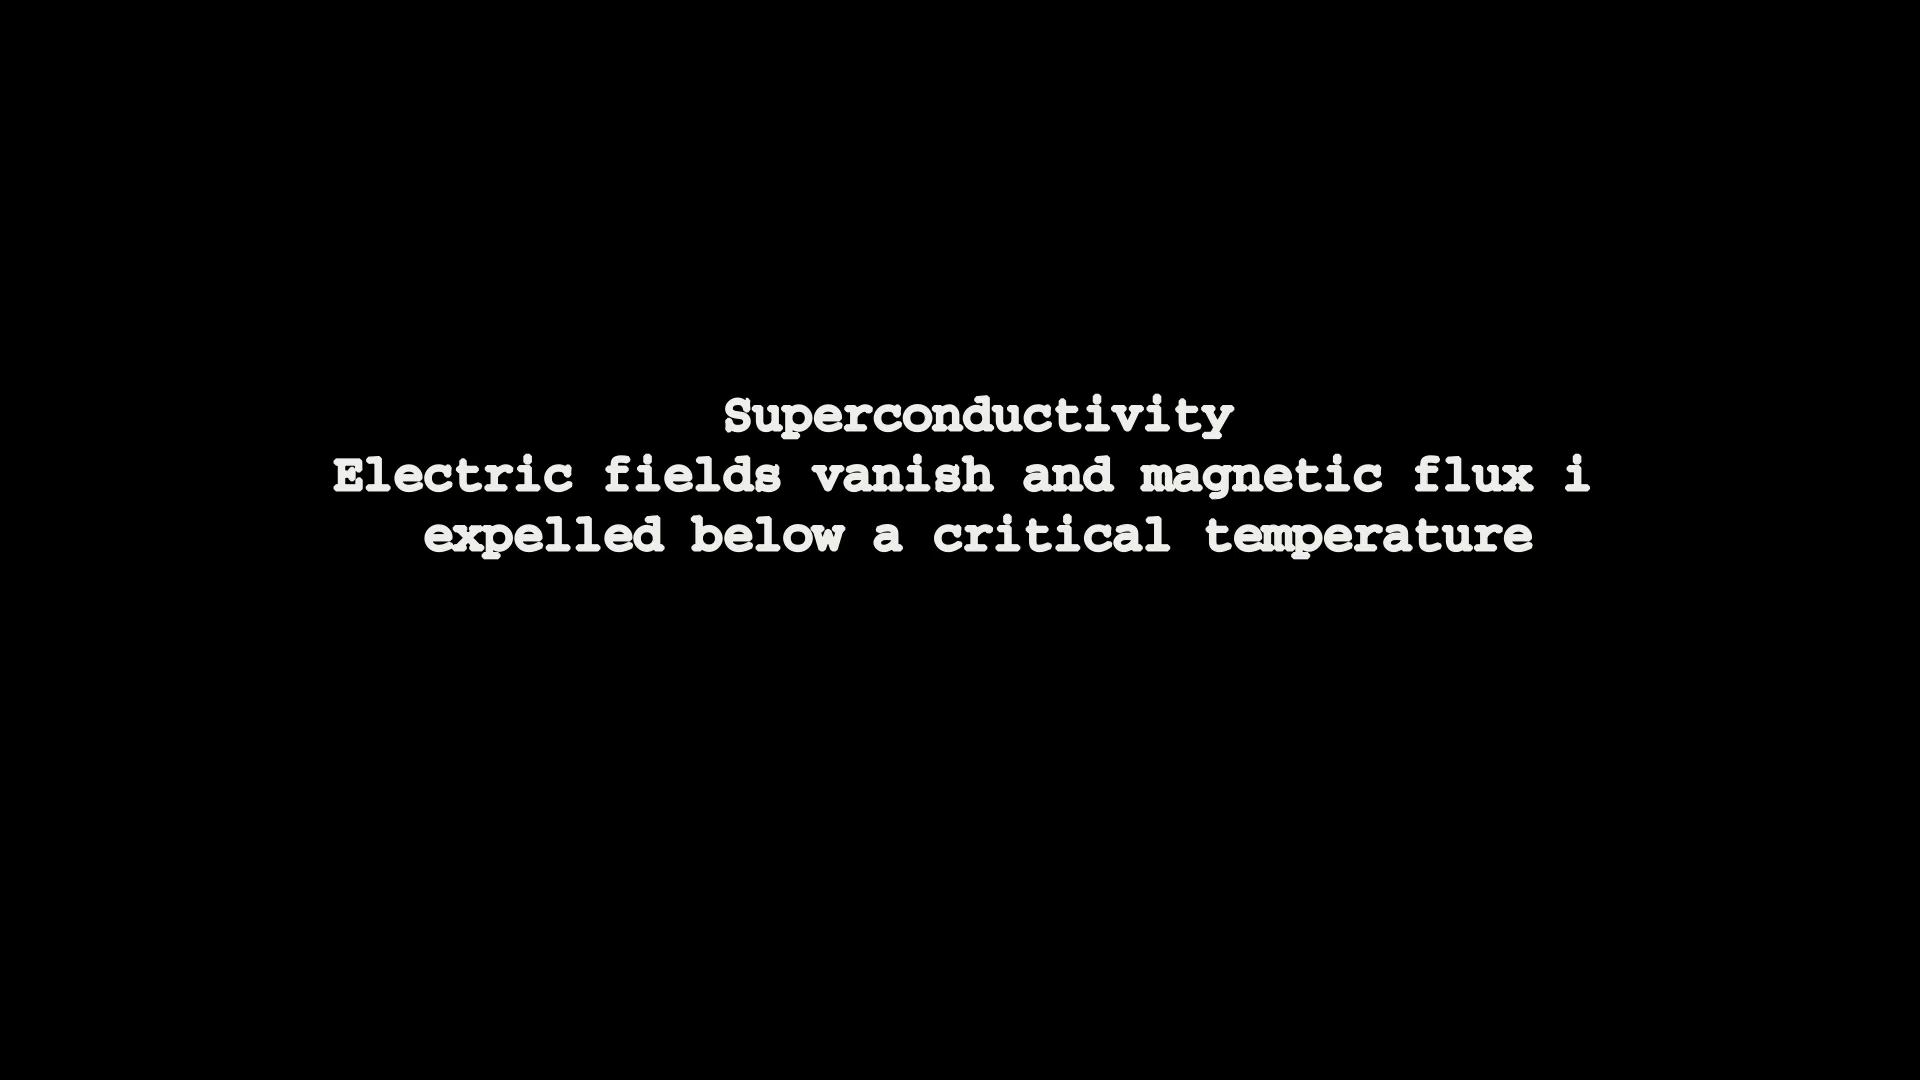 Superconductivity
Electric fields vanish and magnetic flux i
expelled below a critical temperature